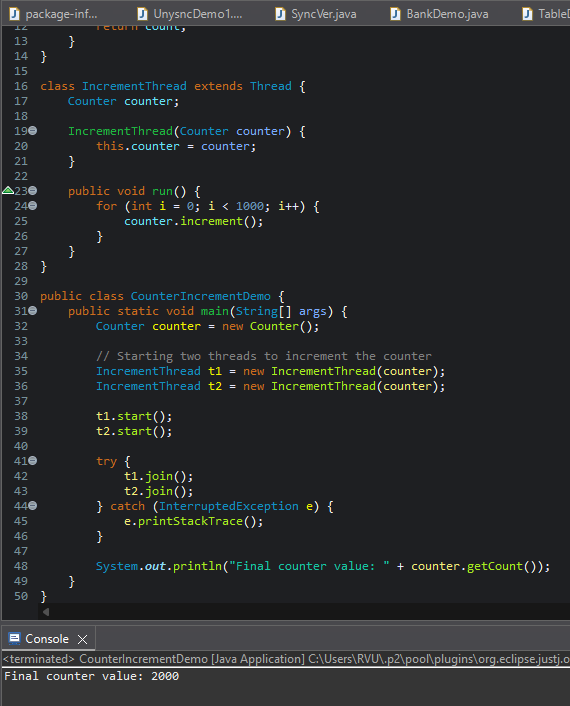 package-inf...
UnysncDemo1....
SyncVer.java
BankDemo.java
TableD
12         return count;
13     }
14 }
15
16 class IncrementThread extends Thread {
17     Counter counter;
18
19     IncrementThread(Counter counter) {
20         this.counter = counter;
21     }
22
23     public void run() {
24         for (int i = 0; i < 1000; i++) {
25             counter.increment();
26         }
27     }
28 }
29
30 public class CounterIncrementDemo {
31     public static void main(String[] args) {
32         Counter counter = new Counter();
33
34         // Starting two threads to increment the counter
35         IncrementThread t1 = new IncrementThread(counter);
36         IncrementThread t2 = new IncrementThread(counter);
37
38         t1.start();
39         t2.start();
40
41         try {
42             t1.join();
43             t2.join();
44         } catch (InterruptedException e) {
45             e.printStackTrace();
46         }
47
48         System.out.println("Final counter value: " + counter.getCount());
49     }
50 }
Console
<terminated> CounterIncrementDemo [Java Application] C:\Users\RVU\.p2\pool\plugins\org.eclipse.justj.o
Final counter value: 2000